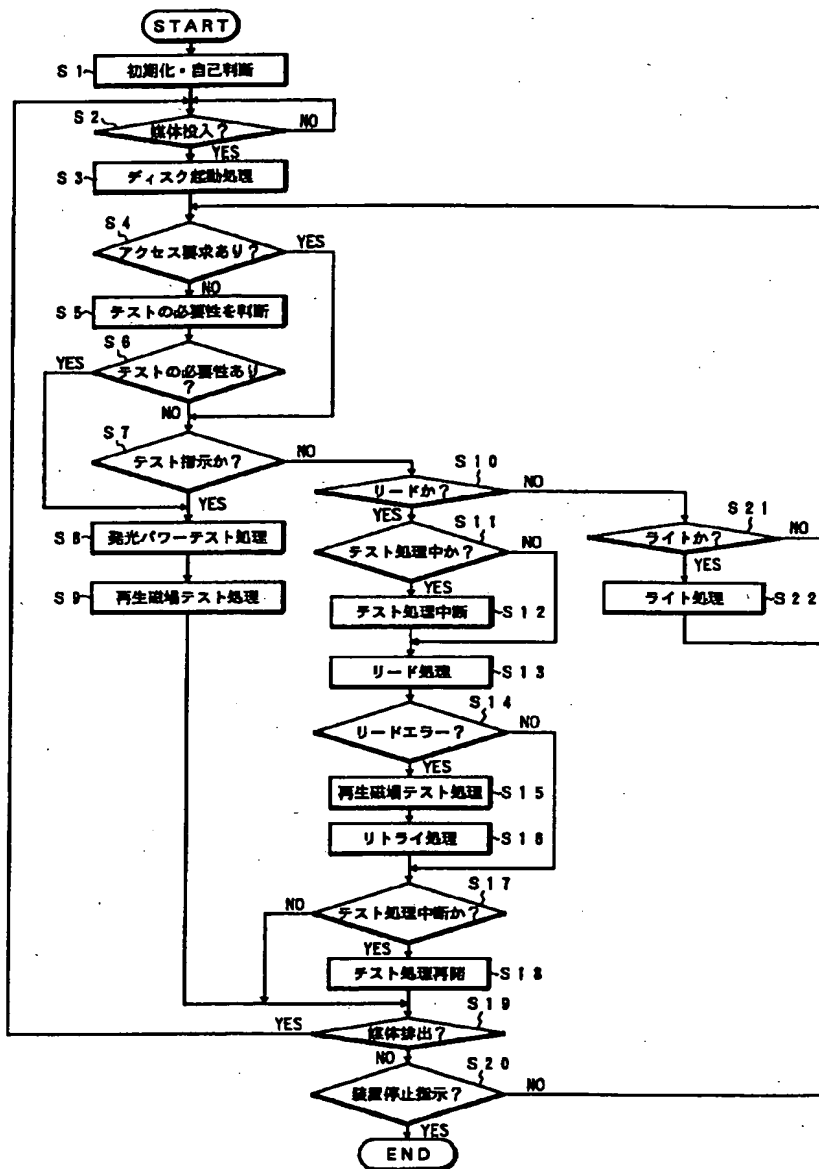 START
S1
初期化・自己判断
S2
媒体投入?
NO
YES
S3
ディスク起動処理
S4
アクセス要求あり?
YES
NO
S5
テストの必要性を判断
S6
YES
テストの必要性あり
?
NO
S7
テスト指示か?
NO
YES
S10
リードか?
NO
YES
S8
発光パワーテスト処理
S11
テスト処理中か?
NO
YES
S21
ライトか?
NO
YES
S9
再生磁場テスト処理
テスト処理中断
S12
ライト処理
S22
リード処理
S13
S14
リードエラー?
NO
YES
再生磁場テスト処理
S15
リトライ処理
S16
S17
NO
テスト処理中断か?
YES
テスト処理再開
S18
S19
YES
媒体排出?
NO
S20
装置停止指示?
NO
YES
END